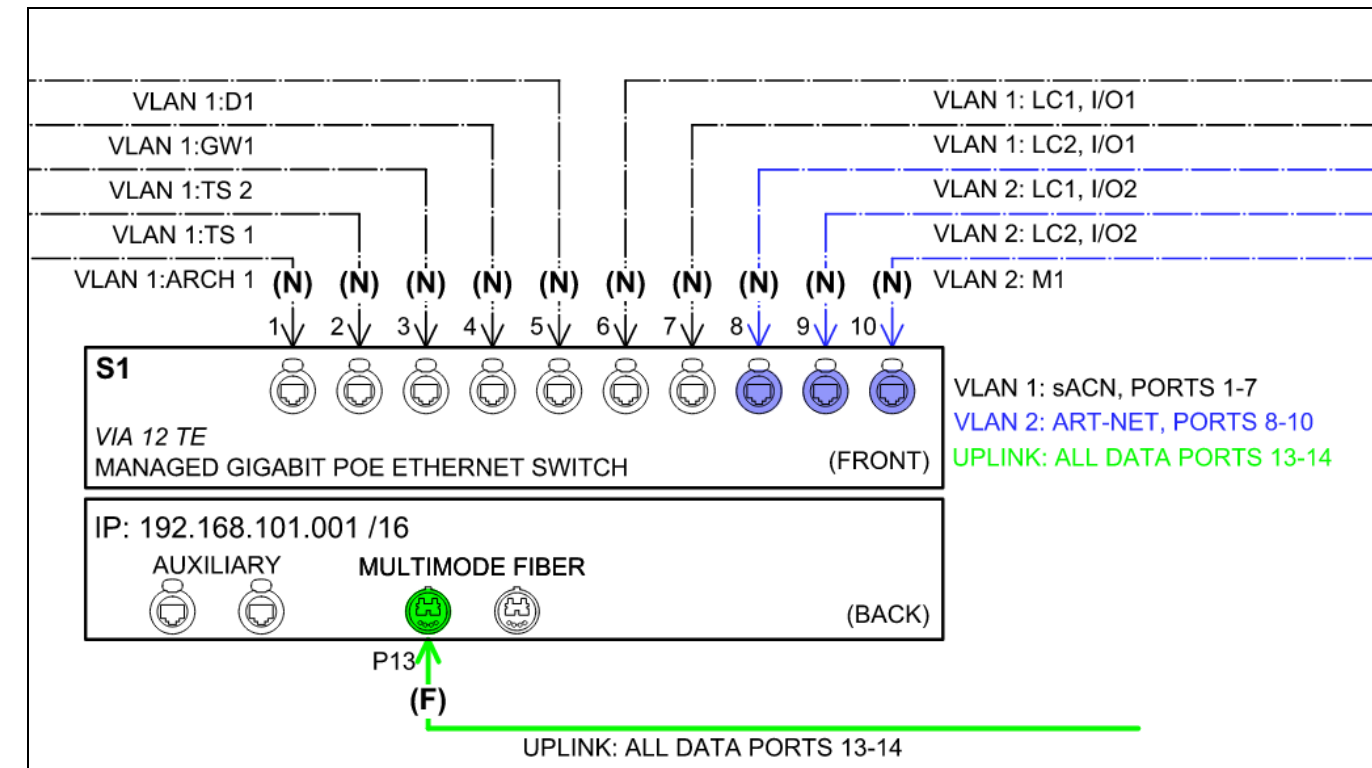 VLAN 1:D1
VLAN 1:GW1
VLAN 1:TS 2
VLAN 1:TS 1
VLAN 1:ARCH 1
VLAN 1: LC1, I/O1
VLAN 1: LC2, I/O1
VLAN 2: LC1, I/O2
VLAN 2: LC2, I/O2
VLAN 2: M1
(N) (N) (N) (N) (N) (N) (N) (N) (N) (N)
1 2 3 4 5 6 7 8 9 10
S1
VIA 12 TE
MANAGED GIGABIT POE ETHERNET SWITCH
(FRONT)
VLAN 1: sACN, PORTS 1-7
VLAN 2: ART-NET, PORTS 8-10
UPLINK: ALL DATA PORTS 13-14
IP: 192.168.101.001 /16
AUXILIARY
MULTIMODE FIBER
(BACK)
P13
(F)
UPLINK: ALL DATA PORTS 13-14